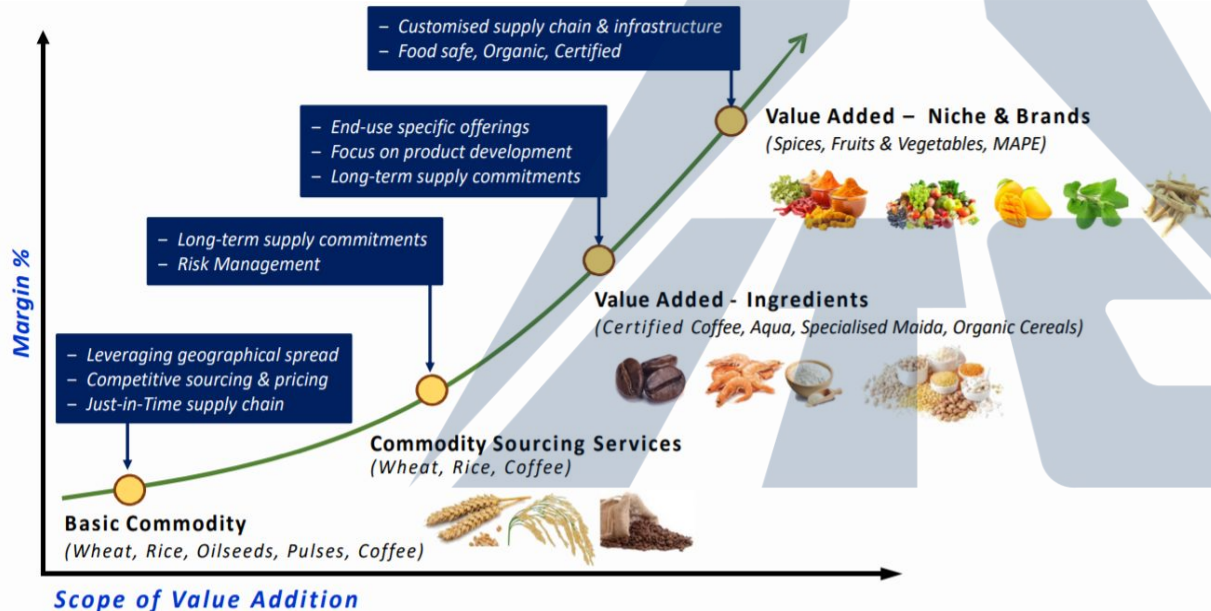 – Customised supply chain & infrastructure
– Food safe, Organic, Certified
Value Added – Niche & Brands
(Spices, Fruits & Vegetables, MAPE)
– End-use specific offerings
– Focus on product development
– Long-term supply commitments
Value Added - Ingredients
(Certified Coffee, Aqua, Specialised Maida, Organic Cereals)
– Long-term supply commitments
– Risk Management
Commodity Sourcing Services
(Wheat, Rice, Coffee)
– Leveraging geographical spread
– Competitive sourcing & pricing
– Just-in-Time supply chain
Basic Commodity
(Wheat, Rice, Oilseeds, Pulses, Coffee)
Margin %
Scope of Value Addition